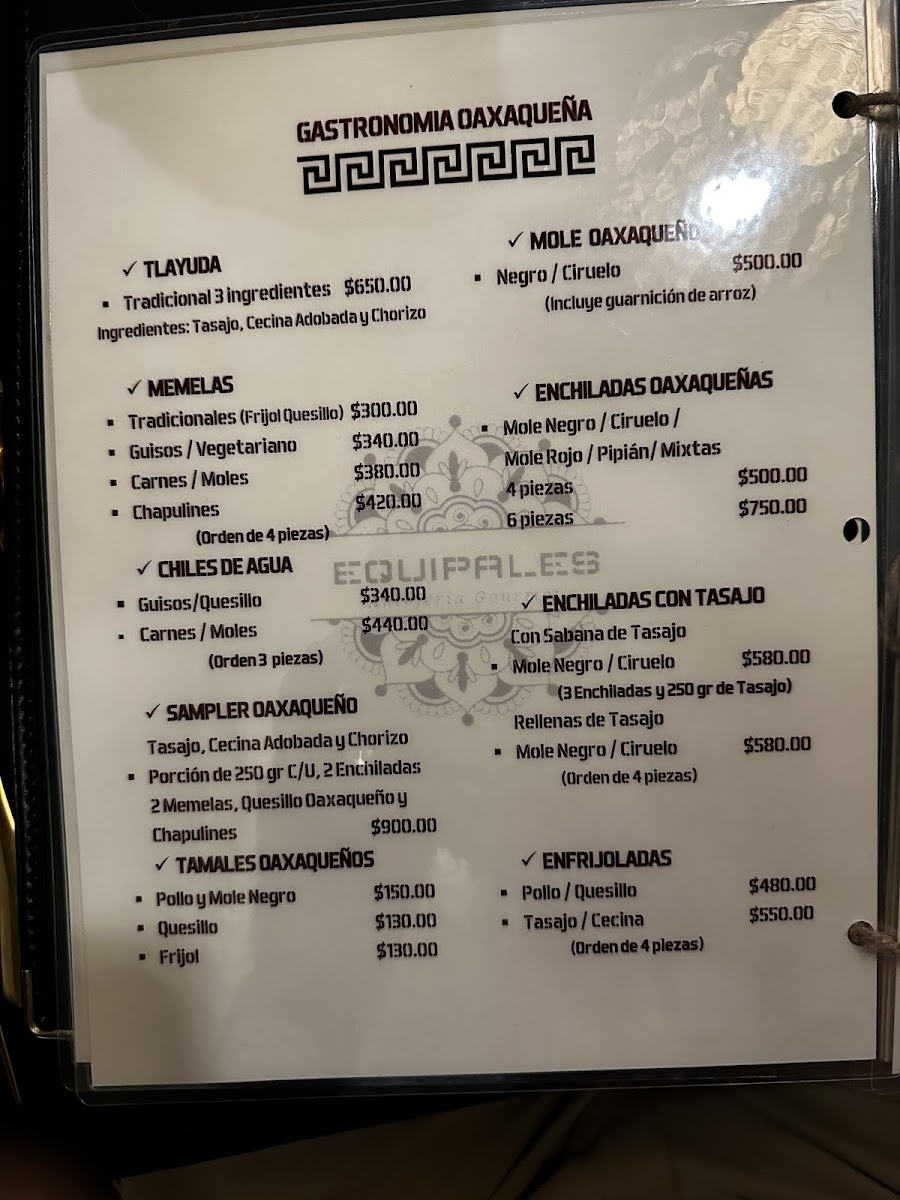 GASTRONOMIA OAXAQUEÑA
✓ TLAYUDA
▪ Tradicional 3 ingredientes $650.00
Ingredientes: Tasajo, Cecina Adobada y Chorizo
✓ MEMELAS
▪ Tradicionales (Frijol Quesillo) $300.00
▪ Guisos / Vegetariano $340.00
▪ Carnes / Moles $380.00
▪ Chapulines $420.00
(Orden de 4 piezas)
✓ CHILES DE AGUA
▪ Guisos/Quesillo $340.00
▪ Carnes / Moles $440.00
(Orden 3 piezas)
✓ SAMPLER OAXAQUEÑO
Tasajo, Cecina Adobada y Chorizo
▪ Porción de 250 gr C/U, 2 Enchiladas
2 Memelas, Quesillo Oaxaqueño y
Chapulines $900.00
✓ TAMALES OAXAQUEÑOS
▪ Pollo y Mole Negro $150.00
▪ Quesillo $130.00
▪ Frijol $130.00
✓ MOLE OAXAQUEÑO
▪ Negro / Ciruelo $500.00
(Incluye guarnición de arroz)
✓ ENCHILADAS OAXAQUEÑAS
▪ Mole Negro / Ciruelo /
Mole Rojo / Pipián/ Mixtas
4 piezas $500.00
6 piezas $750.00
✓ ENCHILADAS CON TASAJO
Con Sabana de Tasajo
▪ Mole Negro / Ciruelo $580.00
(3 Enchiladas y 250 gr de Tasajo)
Rellenas de Tasajo
▪ Mole Negro / Ciruelo $580.00
(Orden de 4 piezas)
✓ ENFRIJOLADAS
▪ Pollo / Quesillo $480.00
▪ Tasajo / Cecina $550.00
(Orden de 4 piezas)
EQUIPALES